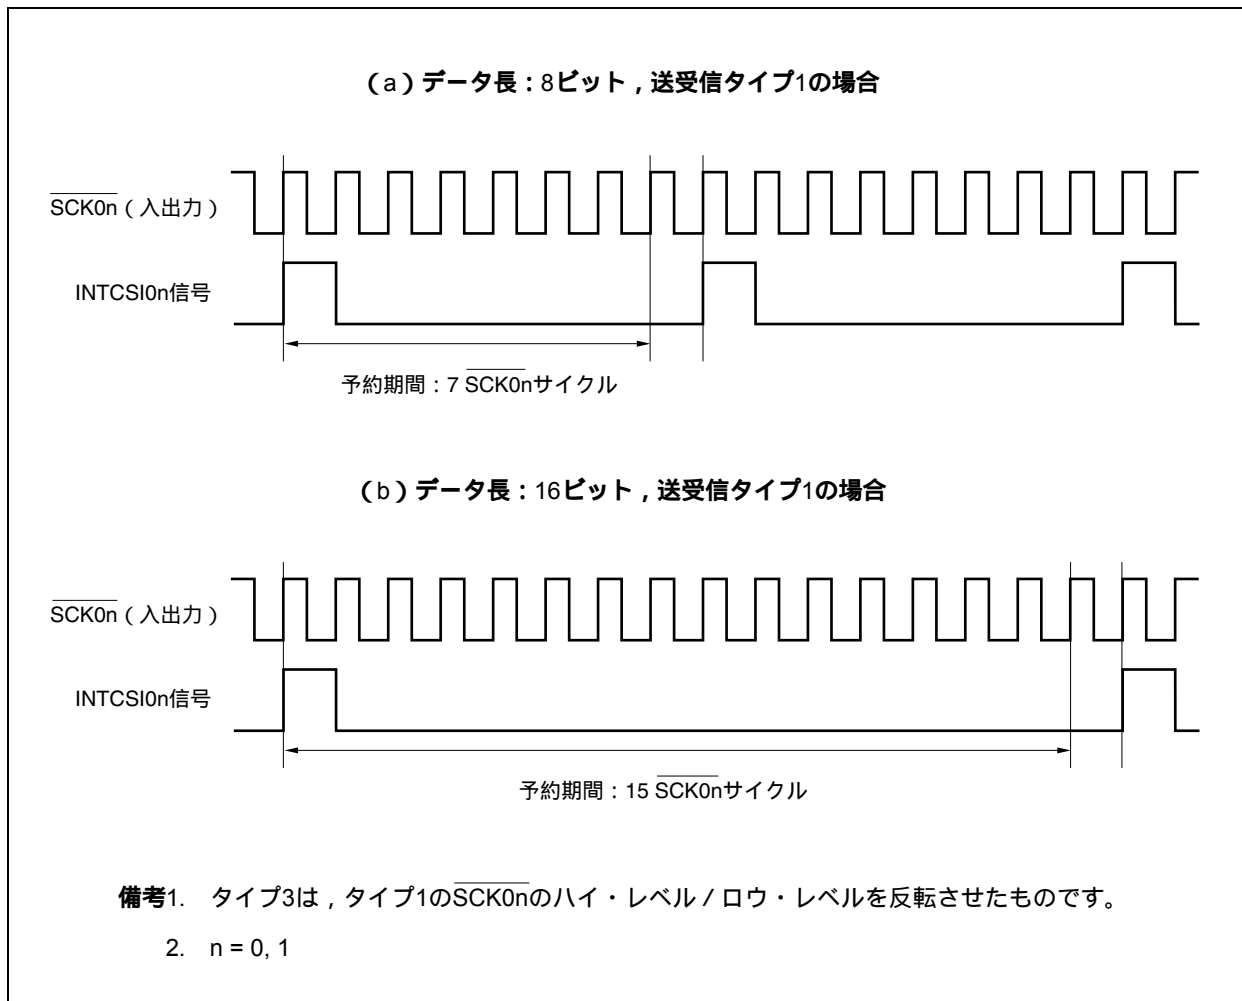 （a）データ長：8ビット，送受信タイプ1の場合
SCK0n（入出力）
INTCSI0n信号
予約期間：7 SCK0nサイクル
（b）データ長：16ビット，送受信タイプ1の場合
SCK0n（入出力）
INTCSI0n信号
予約期間：15 SCK0nサイクル
備考1. タイプ3は，タイプ1のSCK0nのハイ・レベル／ロウ・レベルを反転させたものです。
2. n = 0, 1